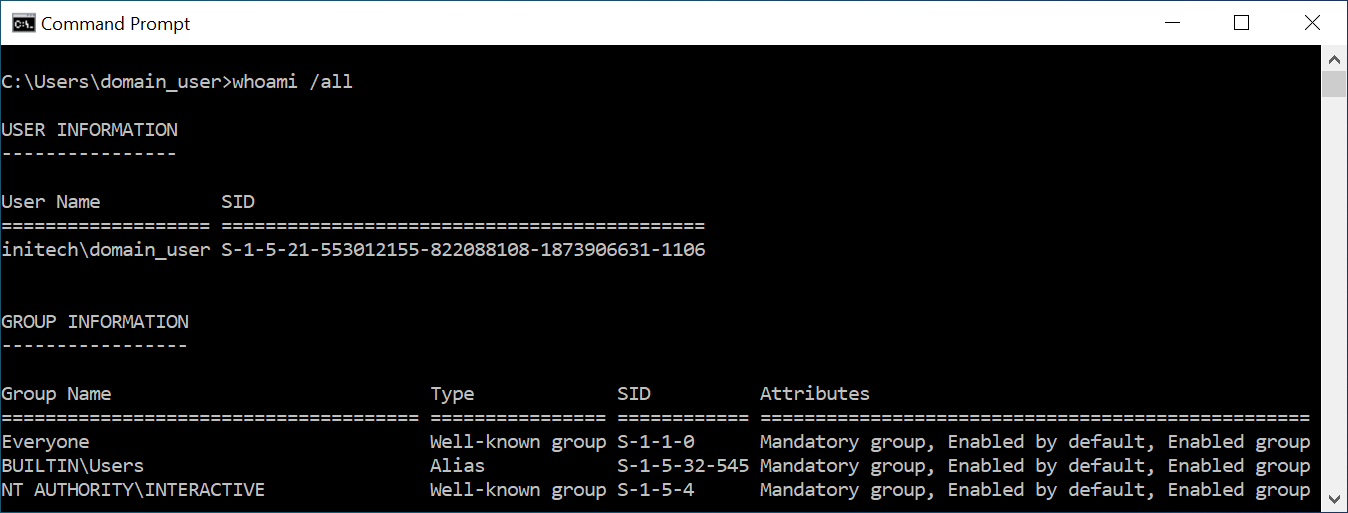 Command Prompt
C:\Users\domain_user>whoami /all
USER INFORMATION
----------------
User Name           SID
=================== ============================================
initech\domain_user S-1-5-21-553012155-822088108-1873906631-1106
GROUP INFORMATION
-----------------
Group Name                             Type             SID          Attributes
====================================== ================ ============ ==================================================
Everyone                               Well-known group S-1-1-0      Mandatory group, Enabled by default, Enabled group
BUILTIN\Users                          Alias            S-1-5-32-545 Mandatory group, Enabled by default, Enabled group
NT AUTHORITY\INTERACTIVE               Well-known group S-1-5-4      Mandatory group, Enabled by default, Enabled group